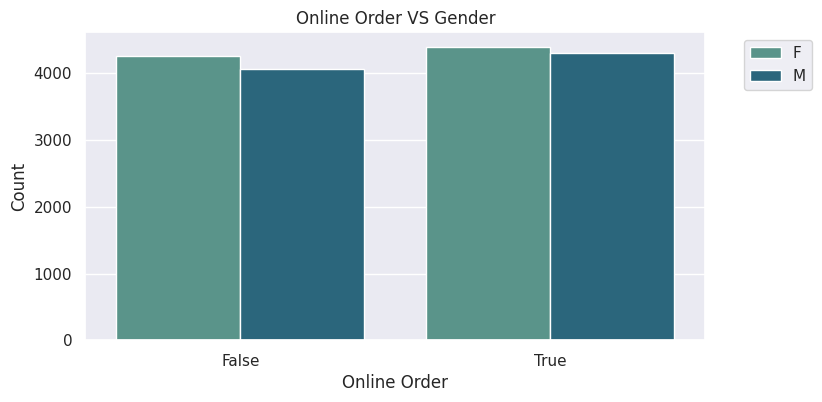 Online Order VS Gender
F
M
4000
3000
2000
1000
0
Count
False
True
Online Order